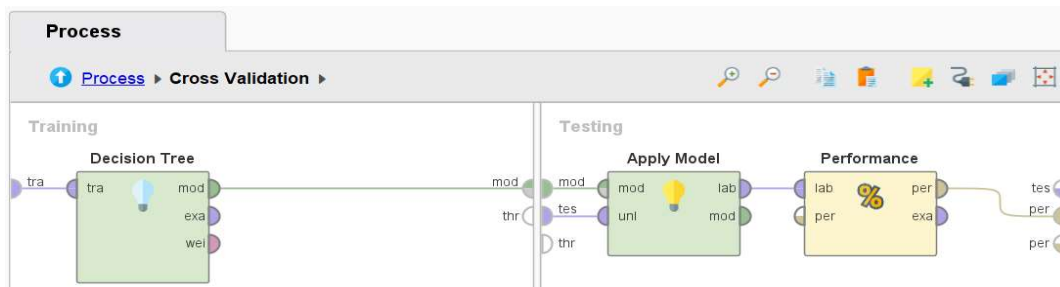 Process
Process Cross Validation
Training
Testing
Decision Tree
Apply Model
Performance
tra
tra
mod
mod
mod
mod
lab
lab
per
tes
exa
thr
tes
unl
mod
per
exa
per
wei
thr
per
%